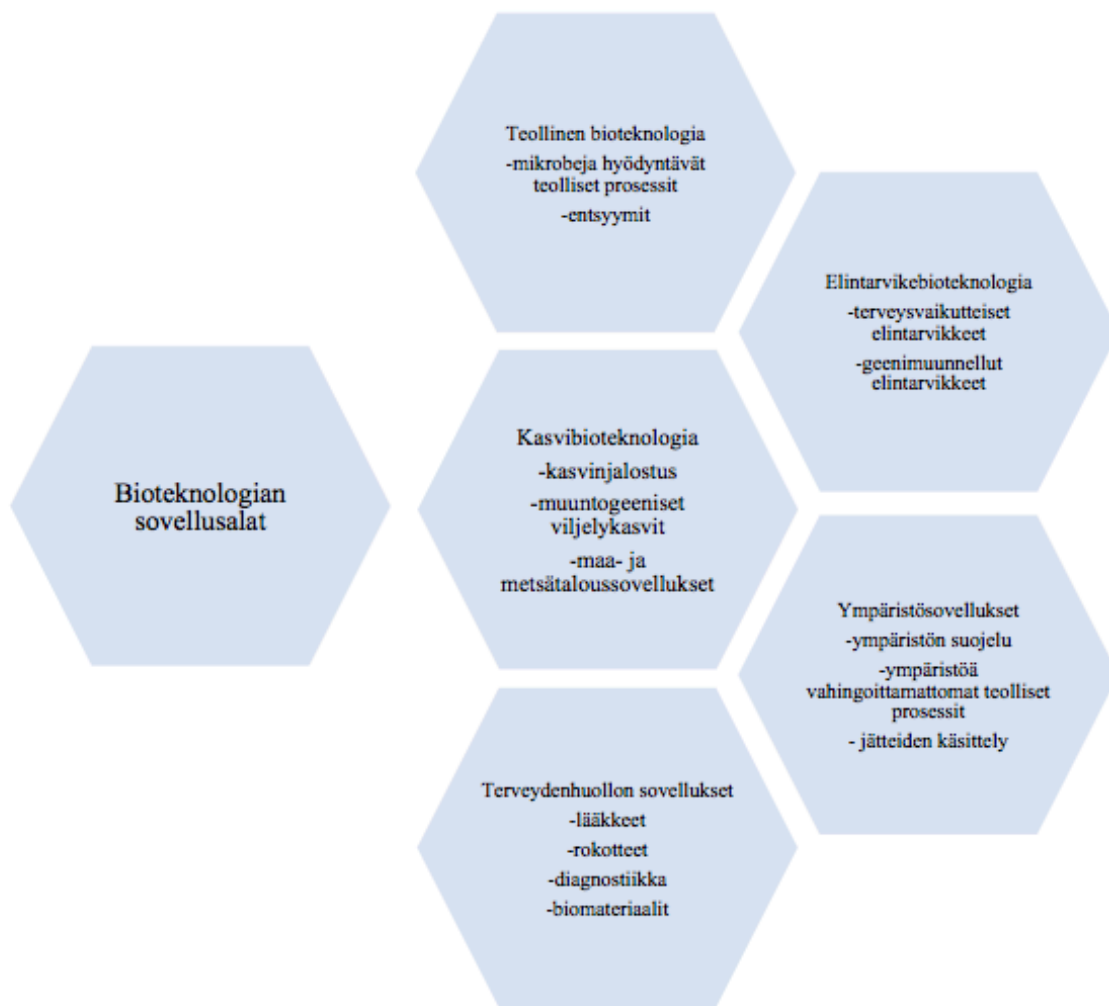 Teollinen bioteknologia
-mikrobeja hyödyntävät
teolliset prosessit
-entsyymit
Elintarvikebioteknologia
-terveysvaikutteiset
elintarvikkeet
-geenimuunnellut
elintarvikkeet
Bioteknologian
sovellusalat
Kasvibioteknologia
-kasvinjalostus
-muuntogeeniset
viljelykasvit
-maa- ja
metsätaloussovellukset
Ympäristösovellukset
-ympäristön suojelu
-ympäristöä
vahingoittamattomat teolliset
prosessit
- jätteiden käsittely
Terveydenhuollon sovellukset
-lääkkeet
-rokotteet
-diagnostiikka
-biomateriaalit